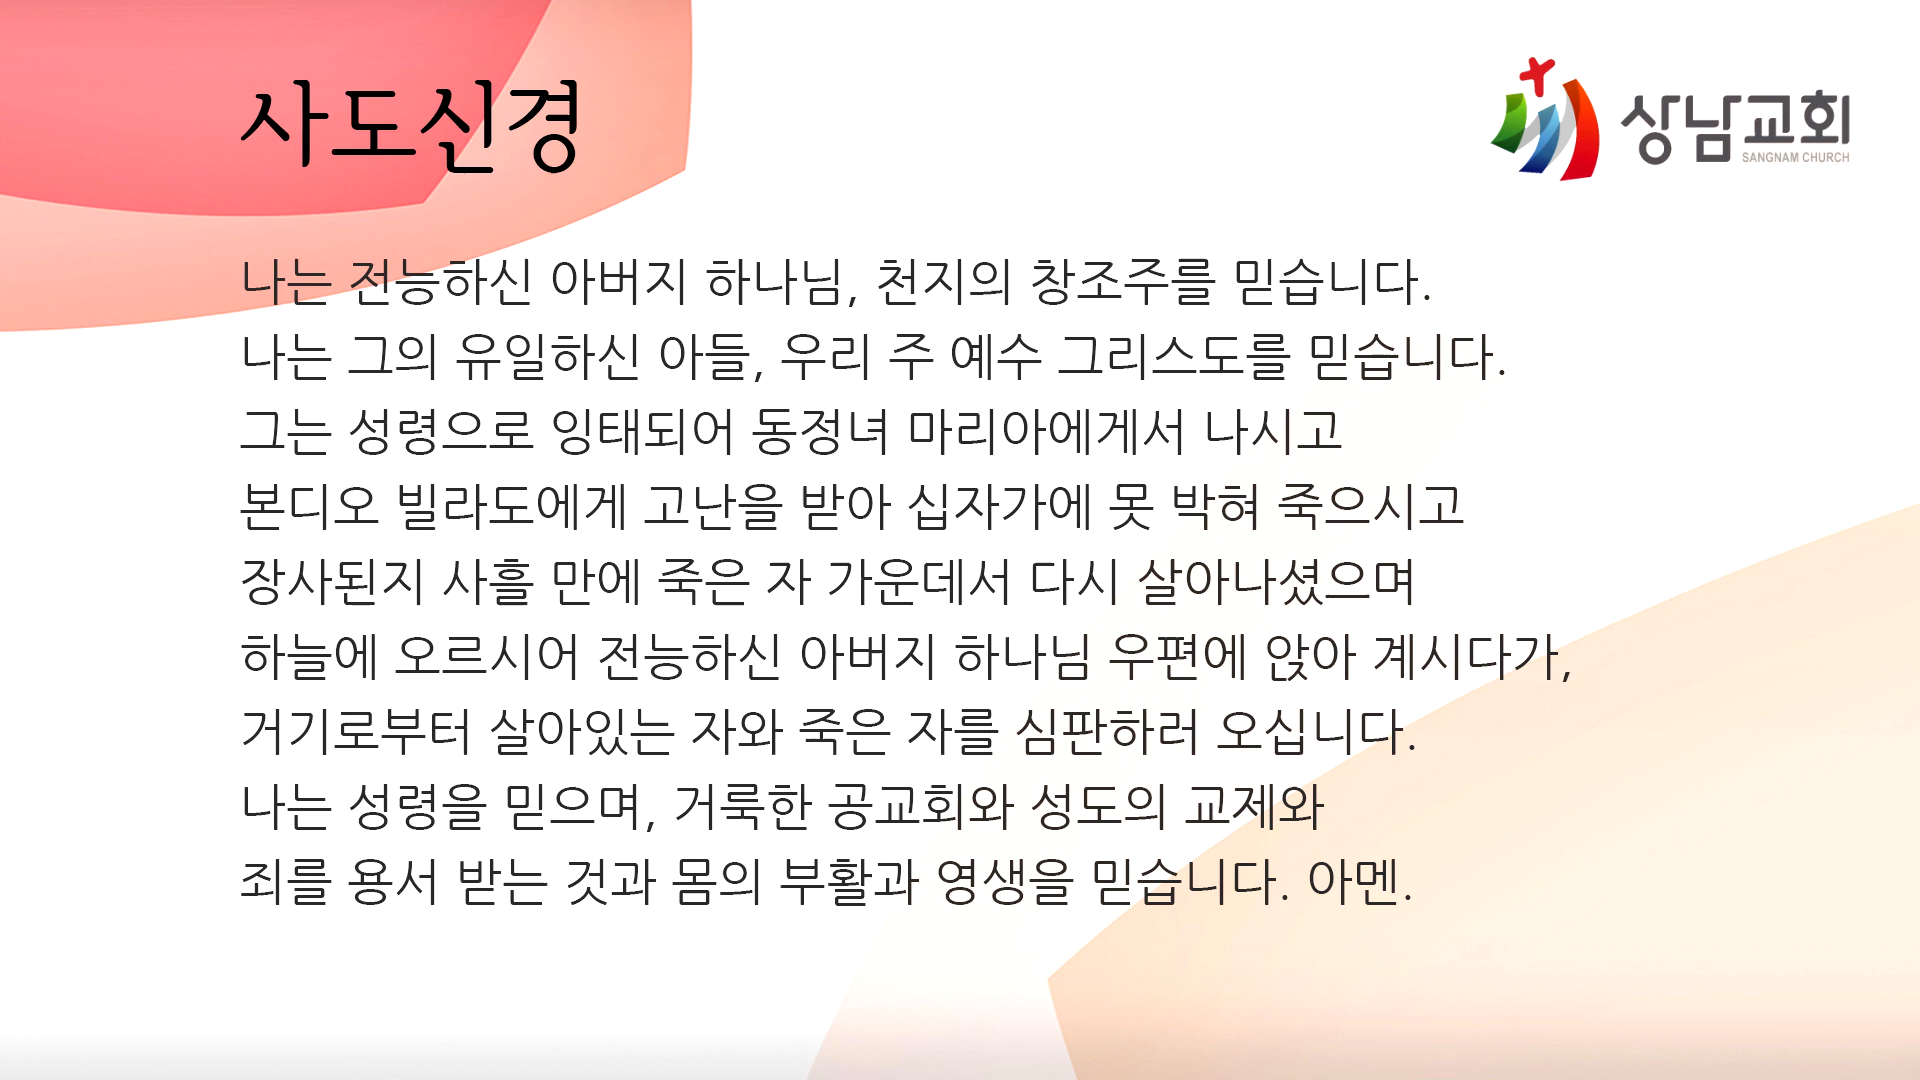 사도신경
상남교회
SANGNAM CHURCH
나는 전능하신 아버지 하나님, 천지의 창조주를 믿습니다.
나는 그의 유일하신 아들, 우리 주 예수 그리스도를 믿습니다.
그는 성령으로 잉태되어 동정녀 마리아에게서 나시고
본디오 빌라도에게 고난을 받아 십자가에 못 박혀 죽으시고
장사된지 사흘 만에 죽은 자 가운데서 다시 살아나셨으며
하늘에 오르시어 전능하신 아버지 하나님 우편에 앉아 계시다가,
거기로부터 살아있는 자와 죽은 자를 심판하러 오십니다.
나는 성령을 믿으며, 거룩한 공교회와 성도의 교제와
죄를 용서 받는 것과 몸의 부활과 영생을 믿습니다. 아멘.